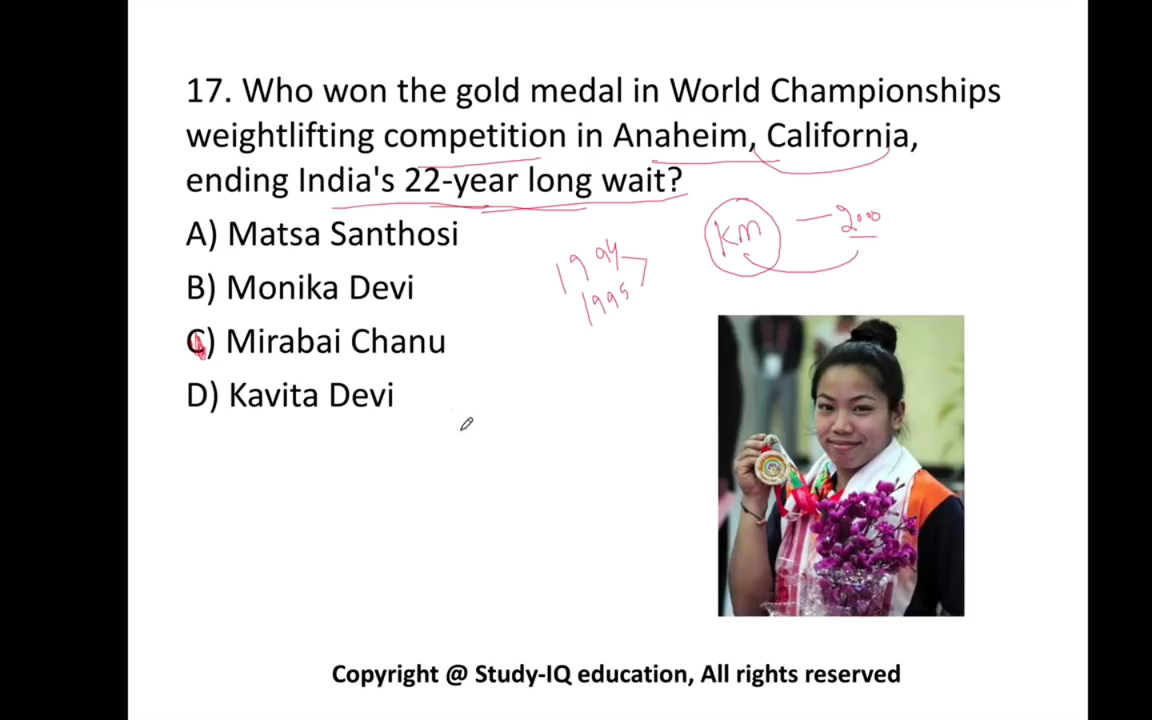 17. Who won the gold medal in World Championships
weightlifting competition in Anaheim, California,
ending India's 22-year long wait?
A) Matsa Santhosi
B) Monika Devi
C) Mirabai Chanu
D) Kavita Devi
KM — 2000
1994
1995
Copyright @ Study-IQ education, All rights reserved